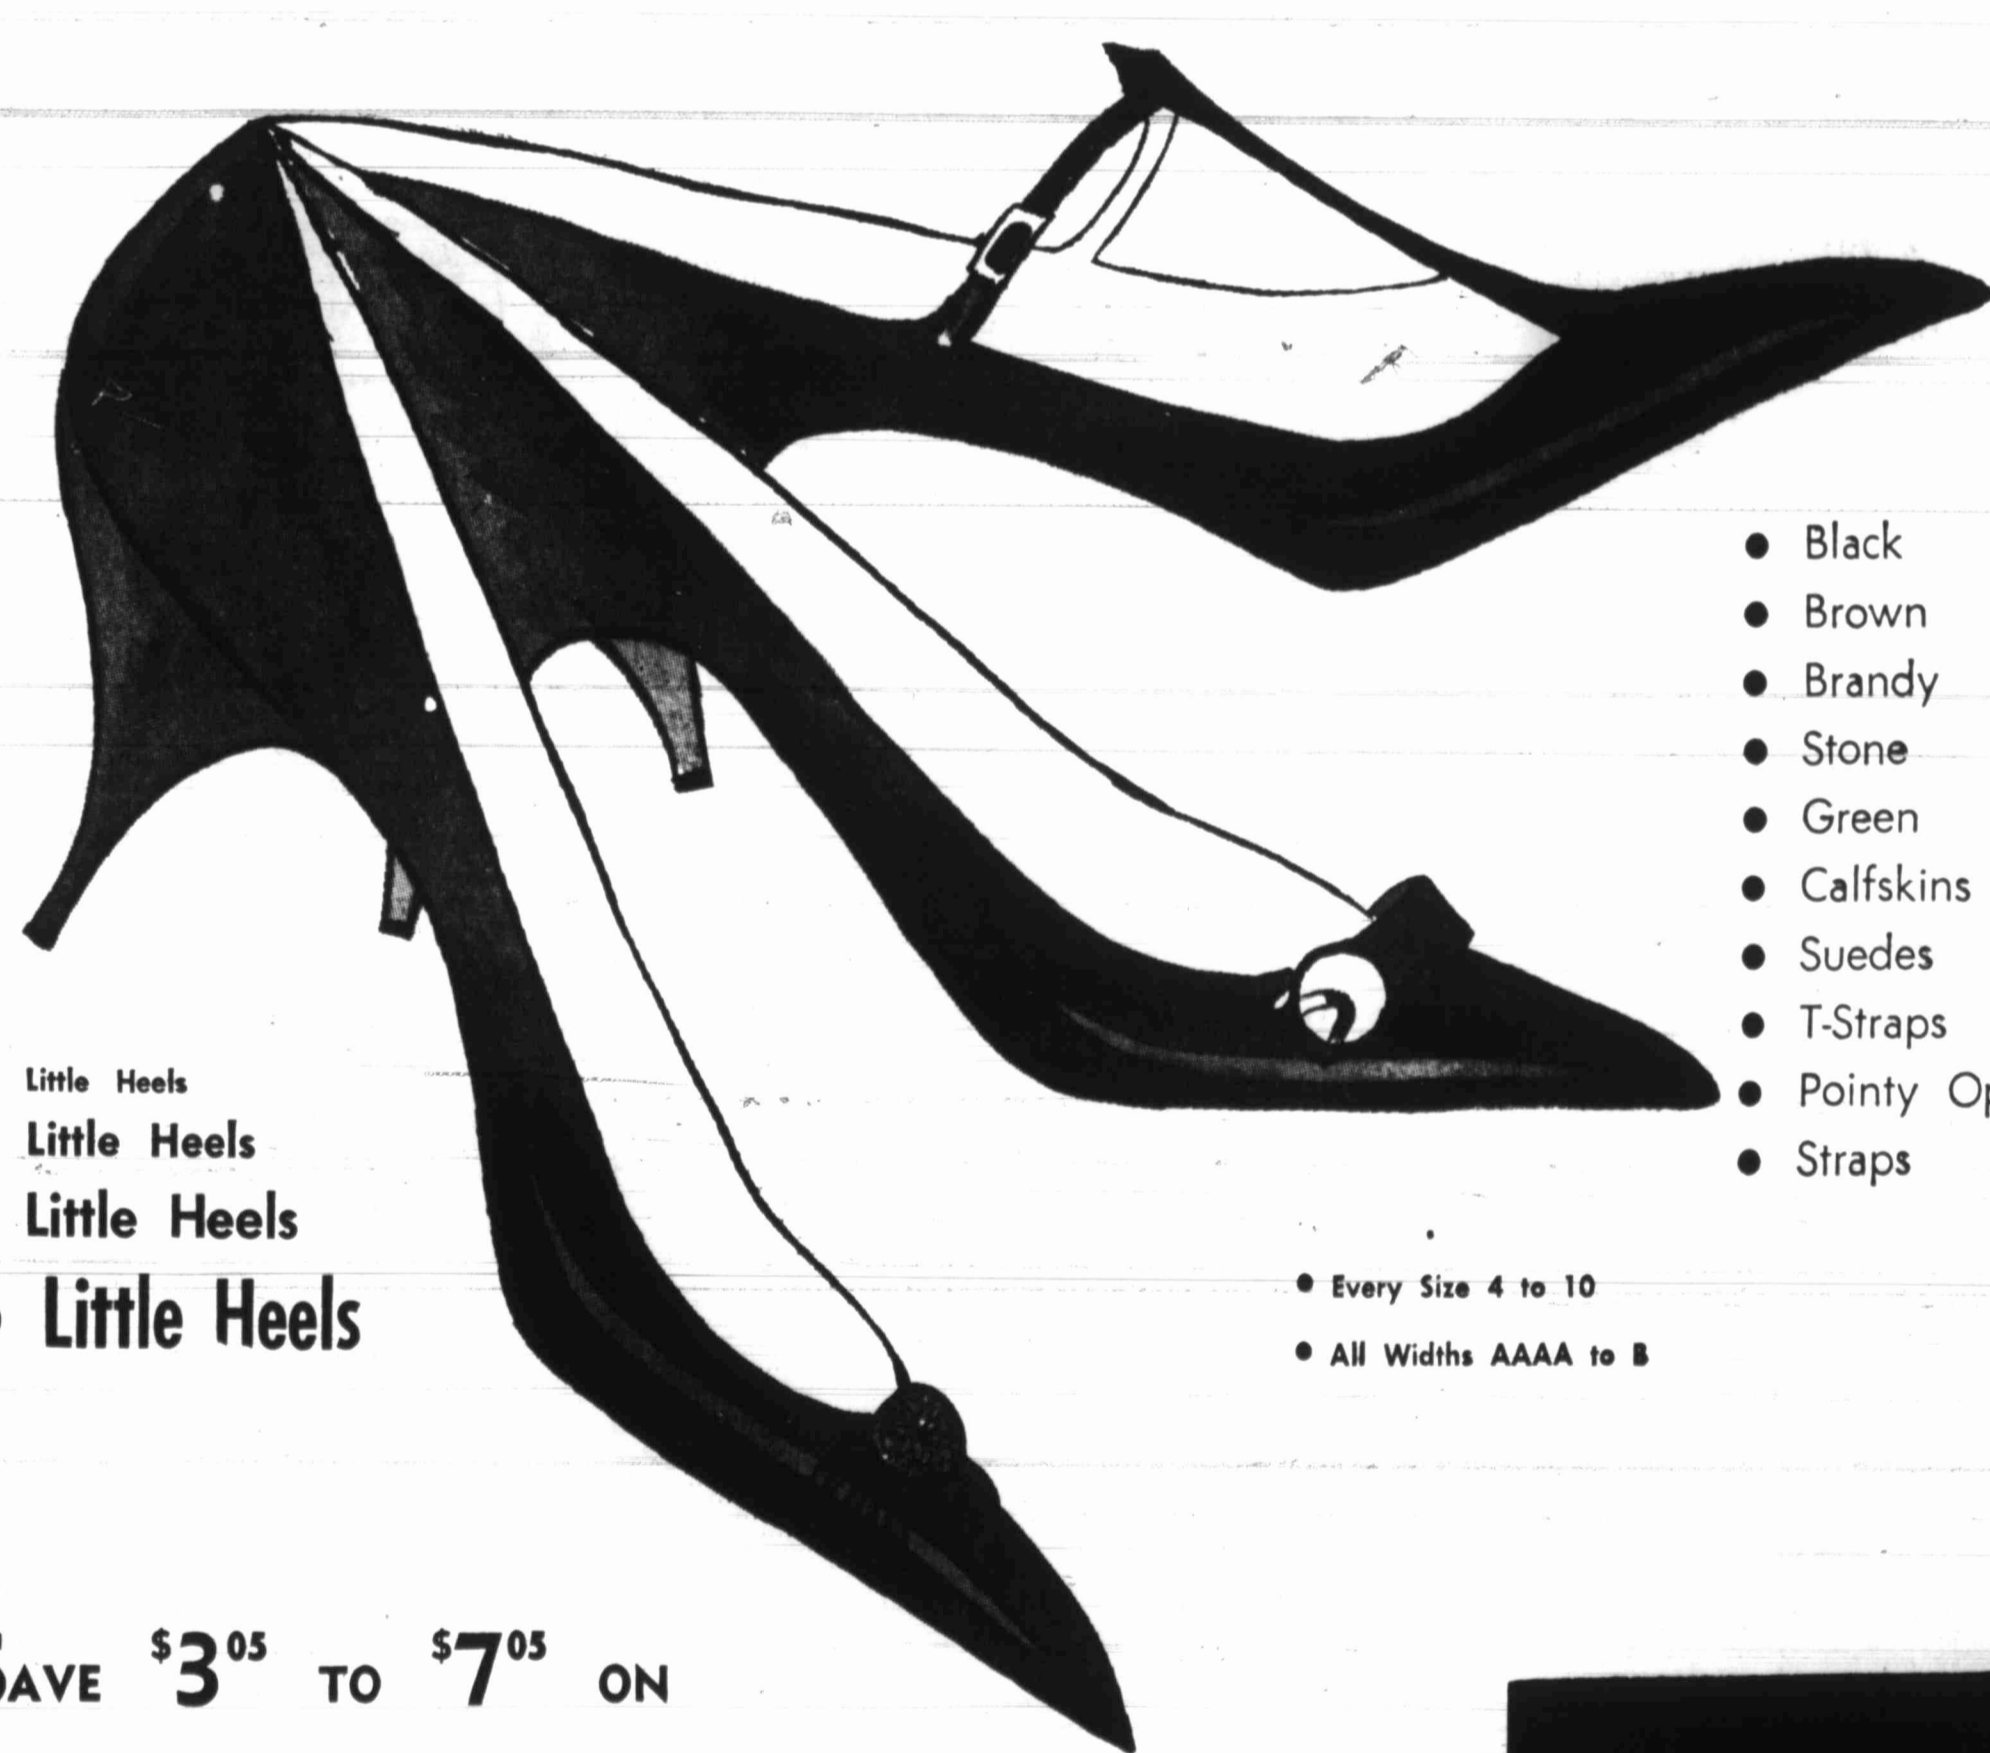 • Black
• Brown
• Brandy
• Stone
• Green
• Calfskins
• Suedes
• T-Straps
• Pointy
• Straps
Little Heels
Little Heels
Little Heels
Little Heels
• Every Size 4 to 10
• All Widths AAAA to B
SAVE $3.05 TO $7.05 ON